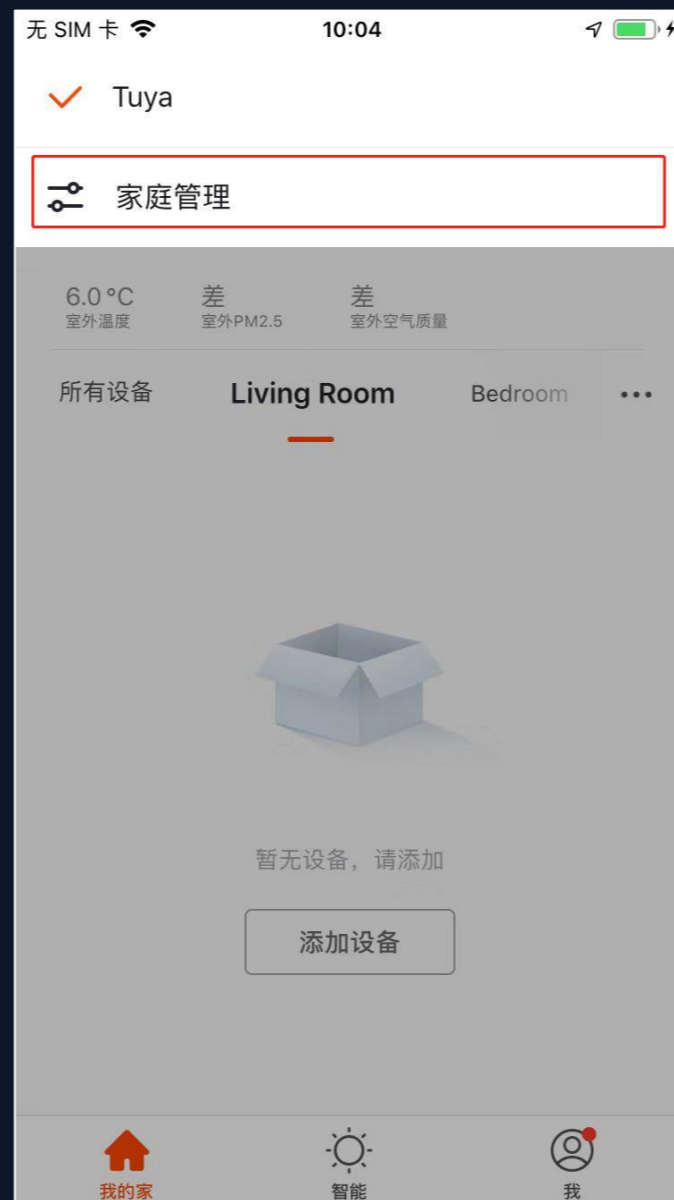 无 SIM 卡 10:04
Tuya
家庭管理
6.0 °C 差 差
室外温度 室外PM2.5 室外空气质量
所有设备 Living Room Bedroom
暂无设备，请添加
添加设备
我的家 智能 我